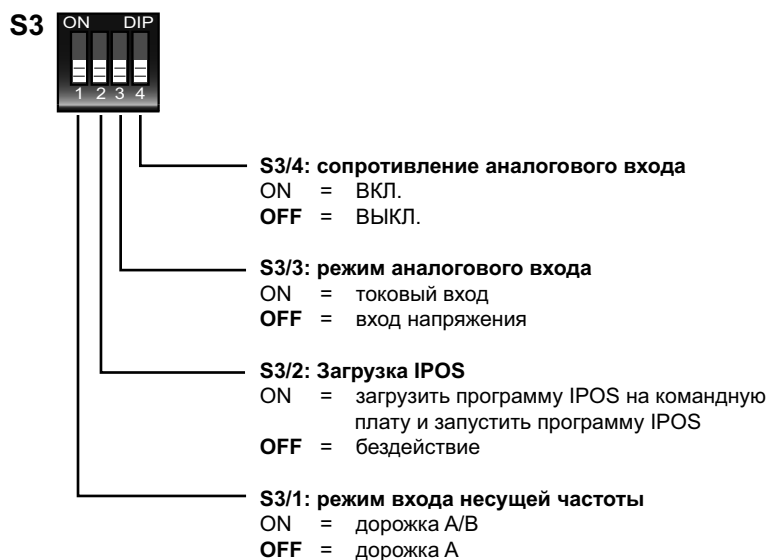 S3 ON DIP
1 2 3 4
S3/4: сопротивление аналогового входа
ON = ВКЛ.
OFF = ВЫКЛ.
S3/3: режим аналогового входа
ON = токовый вход
OFF = вход напряжения
S3/2: Загрузка IPOS
ON = загрузить программу IPOS на командную
плату и запустить программу IPOS
OFF = бездействие
S3/1: режим входа несущей частоты
ON = дорожка A/B
OFF = дорожка A